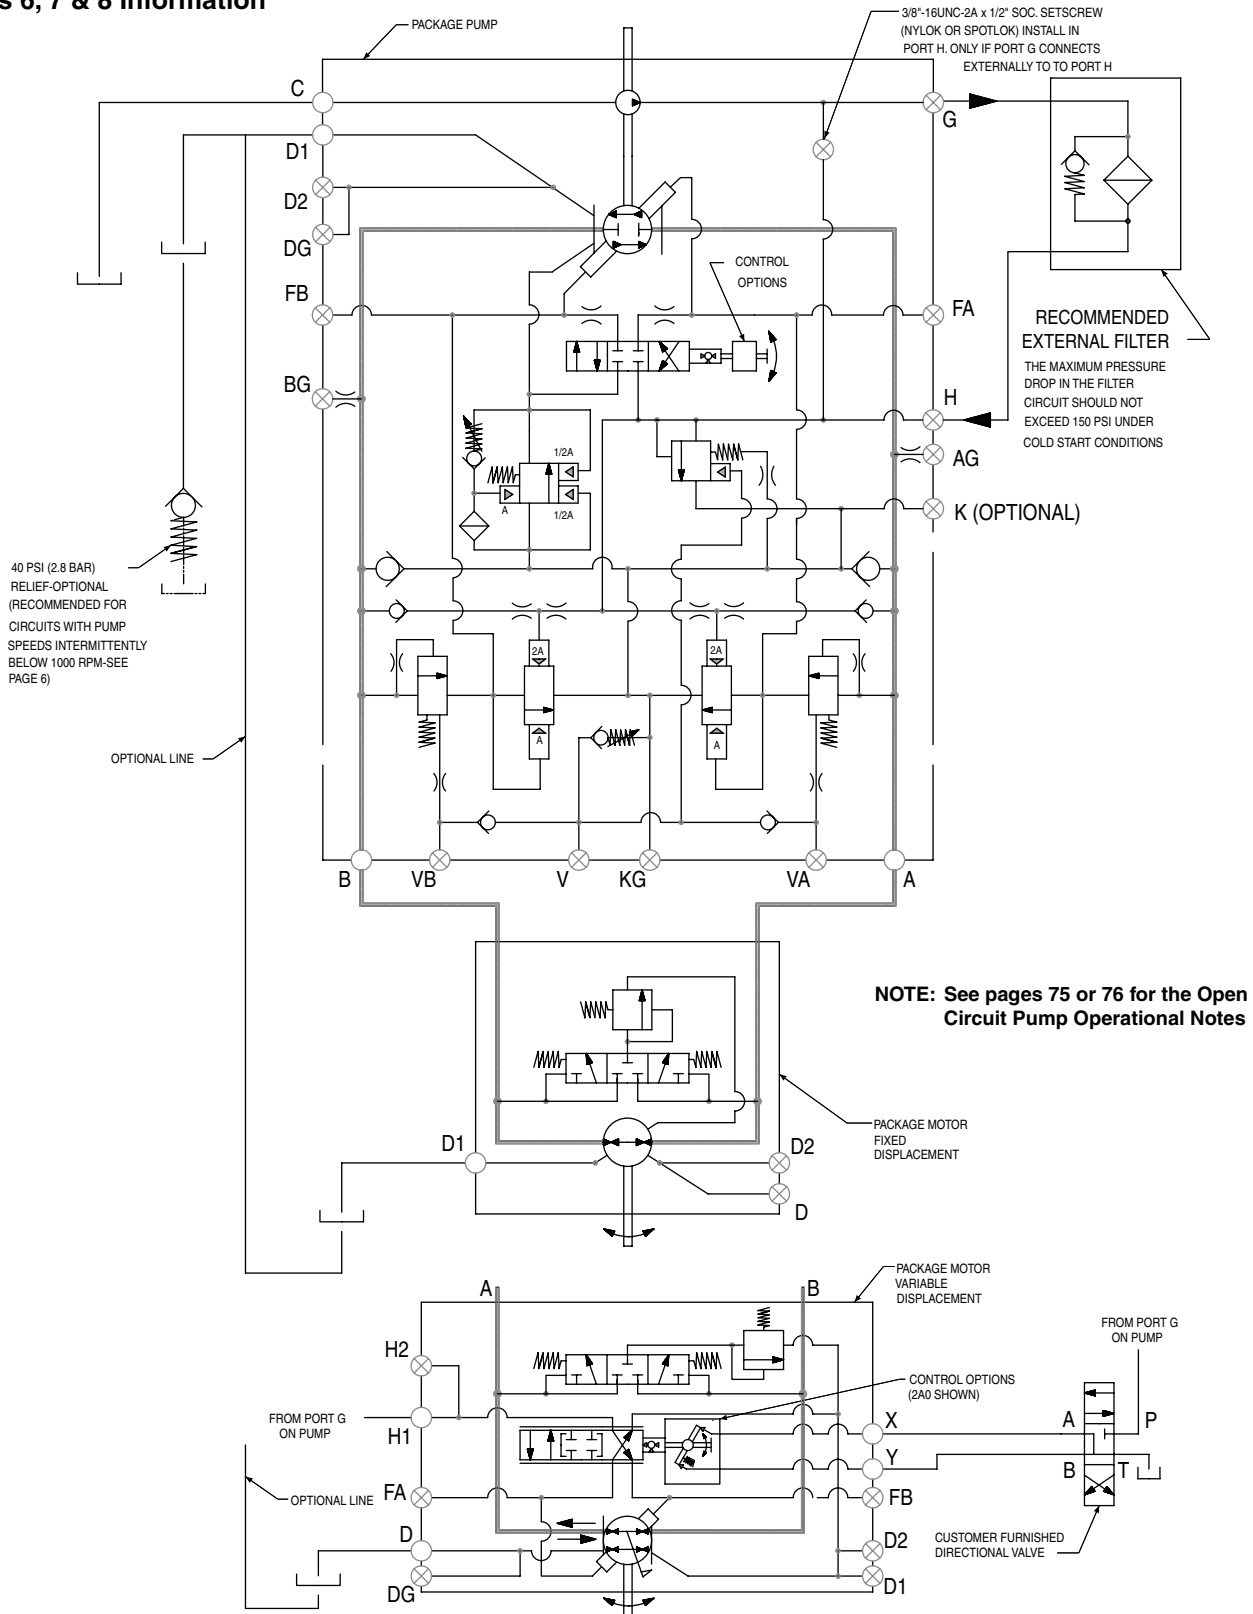 s 6, 7 & 8 Information
PACKAGE PUMP
3/8"-16UNC-2A x 1/2" SOC. SETSCREW
(NYLOK OR SPOTLOK) INSTALL IN
PORT H. ONLY IF PORT G CONNECTS
EXTERNALLY TO TO PORT H
C
G
D1
D2
DG
CONTROL
OPTIONS
FB
FA
RECOMMENDED
EXTERNAL FILTER
THE MAXIMUM PRESSURE
DROP IN THE FILTER
CIRCUIT SHOULD NOT
EXCEED 150 PSI UNDER
COLD START CONDITIONS
BG
H
AG
1/2A
A
1/2A
K (OPTIONAL)
40 PSI (2.8 BAR)
RELIEF-OPTIONAL
(RECOMMENDED FOR
CIRCUITS WITH PUMP
SPEEDS INTERMITTENTLY
BELOW 1000 RPM-SEE
PAGE 6)
2A
2A
A
A
OPTIONAL LINE
B
VB
V
KG
VA
A
NOTE: See pages 75 or 76 for the Open
Circuit Pump Operational Notes
PACKAGE MOTOR
FIXED
DISPLACEMENT
D1
D2
D
A
B
PACKAGE MOTOR
VARIABLE
DISPLACEMENT
FROM PORT G
ON PUMP
H2
CONTROL OPTIONS
(2A0 SHOWN)
FROM PORT G
ON PUMP
H1
X
A
P
Y
B
T
OPTIONAL LINE
FA
FB
D
D2
CUSTOMER FURNISHED
DIRECTIONAL VALVE
DG
D1